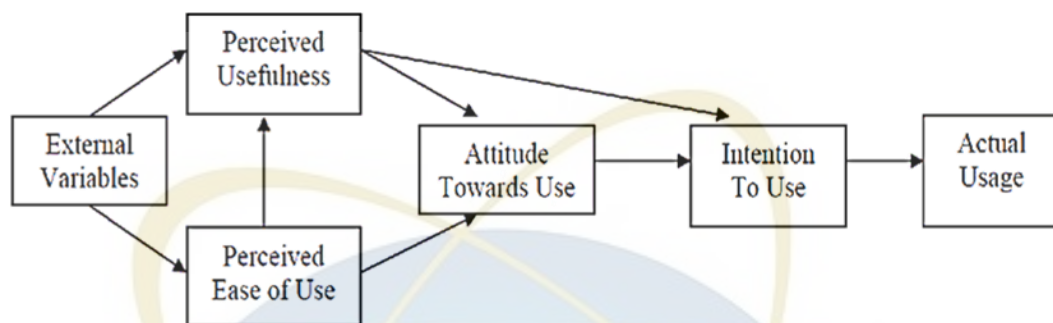 Perceived
Usefulness
External
Variables
Attitude
Towards Use
Intention
To Use
Actual
Usage
Perceived
Ease of Use